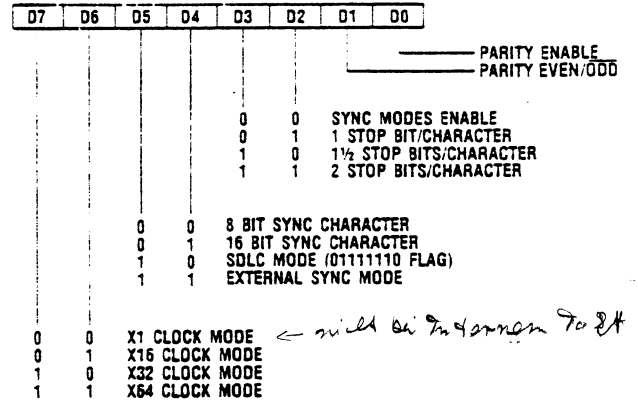 D7 D6 D5 D4 D3 D2 D1 D0
PARITY ENABLE
PARITY EVEN/ODD
0 0 SYNC MODES ENABLE
0 1 1 STOP BIT/CHARACTER
1 0 1½ STOP BITS/CHARACTER
1 1 2 STOP BITS/CHARACTER
0 0 8 BIT SYNC CHARACTER
0 1 16 BIT SYNC CHARACTER
1 0 SDLC MODE (01111110 FLAG)
1 1 EXTERNAL SYNC MODE
0 0 X1 CLOCK MODE ← nicht bei internem Takt
0 1 X16 CLOCK MODE
1 0 X32 CLOCK MODE
1 1 X64 CLOCK MODE